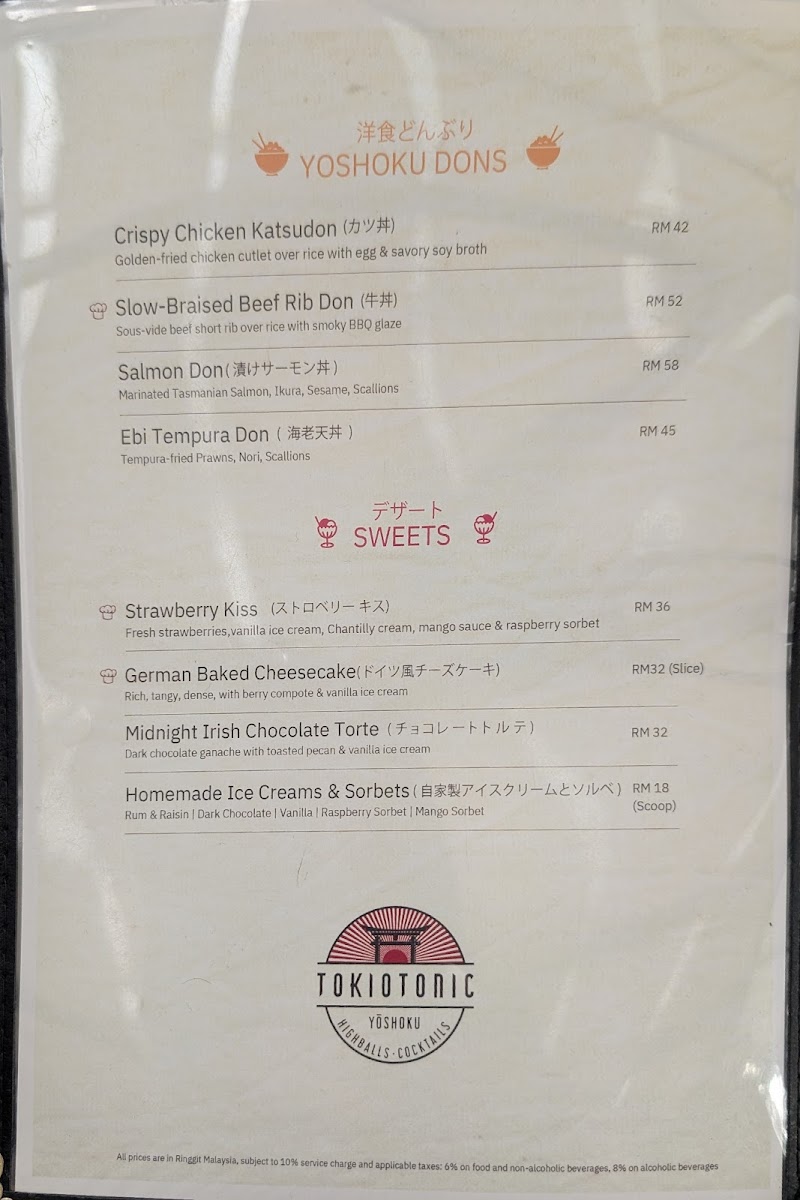 洋食どんぶり
YOSHOKU DONS
Crispy Chicken Katsudon (カツ丼) RM 42
Golden-fried chicken cutlet over rice with egg & savory soy broth
Slow-Braised Beef Rib Don (牛丼) RM 52
Sous-vide beef short rib over rice with smoky BBQ glaze
Salmon Don(漬けサーモン丼) RM 58
Marinated Tasmanian Salmon, Ikura, Sesame, Scallions
Ebi Tempura Don ( 海老天丼 ) RM 45
Tempura-fried Prawns, Nori, Scallions
デザート
SWEETS
Strawberry Kiss (ストロベリー キス) RM 36
Fresh strawberries,vanilla ice cream, Chantilly cream, mango sauce & raspberry sorbet
German Baked Cheesecake(ドイツ風チーズケーキ) RM32 (Slice)
Rich, tangy, dense, with berry compote & vanilla ice cream
Midnight Irish Chocolate Torte (チョコレートトルテ) RM 32
Dark chocolate ganache with toasted pecan & vanilla ice cream
Homemade Ice Creams & Sorbets (自家製アイスクリームとソルベ) RM 18
(Scoop)
Rum & Raisin | Dark Chocolate | Vanilla | Raspberry Sorbet | Mango Sorbet
TOKIOTONIC
YŌSHOKU
HIGHBALLS · COCKTAILS
All prices are in Ringgit Malaysia, subject to 10% service charge and applicable taxes: 6% on food and non-alcoholic beverages, 8% on alcoholic beverages